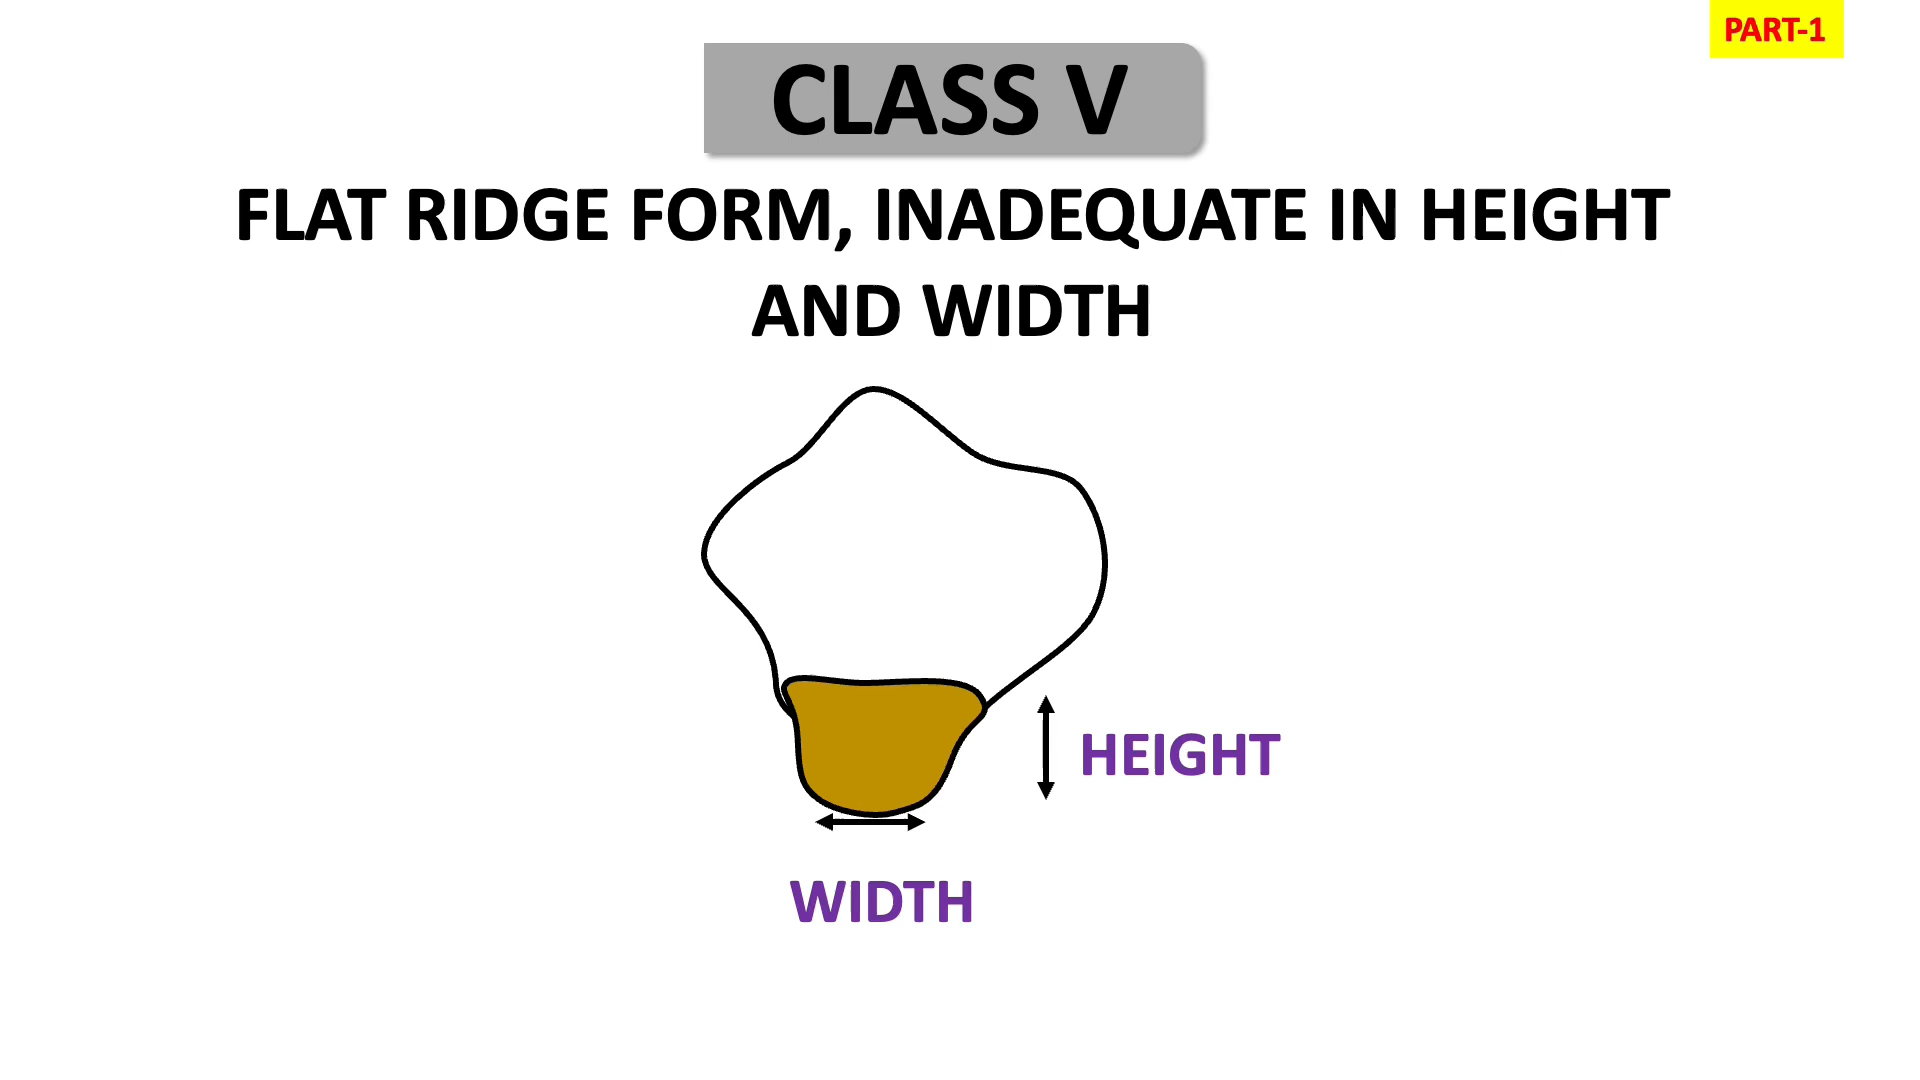 PART-1
CLASS V
FLAT RIDGE FORM, INADEQUATE IN HEIGHT
AND WIDTH
HEIGHT
WIDTH